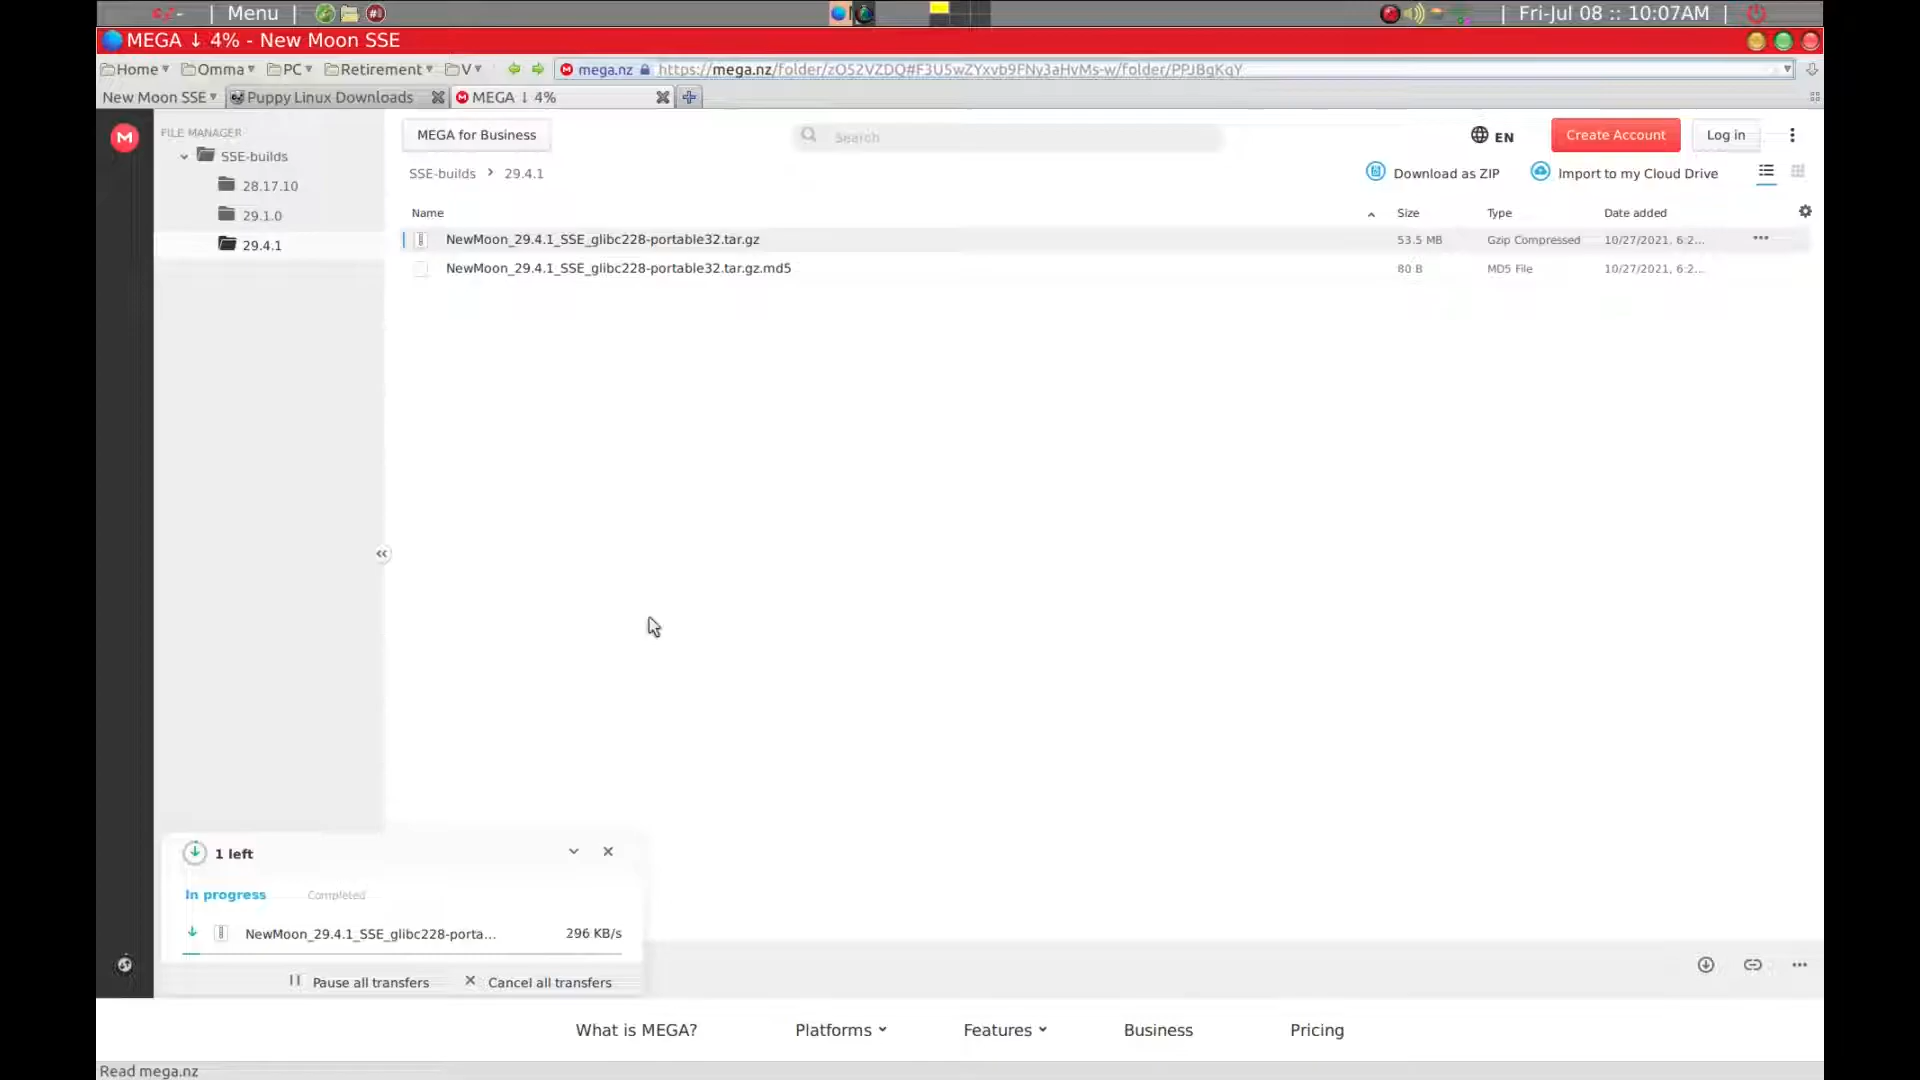 Menu
Fri-Jul 08 :: 10:07AM
MEGA ↓ 4% - New Moon SSE
Home
Omma
PC
Retirement
V
mega.nz
https://mega.nz/folder/zO52VZDQ#F3U5wZYxvb9FNy3aHvMs-w/folder/PPJBgKqY
New Moon SSE
Puppy Linux Downloads
MEGA ↓ 4%
M
FILE MANAGER
SSE-builds
28.17.10
29.1.0
29.4.1
MEGA for Business
Search
EN
Create Account
Log in
SSE-builds > 29.4.1
Download as ZIP
Import to my Cloud Drive
Name Size Type Date added
NewMoon_29.4.1_SSE_glibc228-portable32.tar.gz 53.5 MB Gzip Compressed 10/27/2021, 6:2...
NewMoon_29.4.1_SSE_glibc228-portable32.tar.gz.md5 80 B MD5 File 10/27/2021, 6:2...
1 left
In progress Completed
NewMoon_29.4.1_SSE_glibc228-porta... 296 KB/s
Pause all transfers Cancel all transfers
What is MEGA? Platforms Features Business Pricing
Read mega.nz